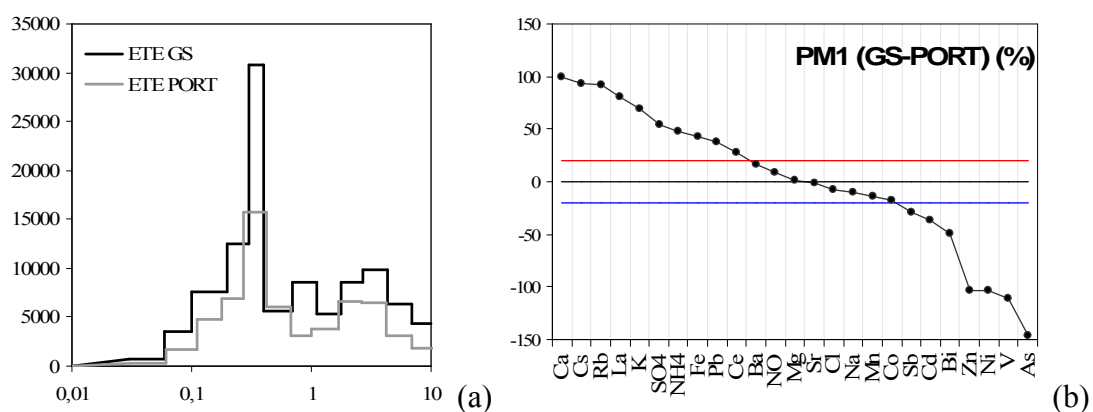 35000
30000
25000
20000
15000
10000
5000
0
0,01
0,1
1
10
ETE GS
ETE PORT
(a)
PM1 (GS-PORT) (%)
150
100
50
0
-50
-100
-150
Ca
Cs
Rb
La
K
SO4
NH4
Fe
Pb
Ce
Ba
NO
Mg
Sr
Cl
Na
Mn
Co
Sb
Cd
Bi
Zn
Ni
V
As
(b)